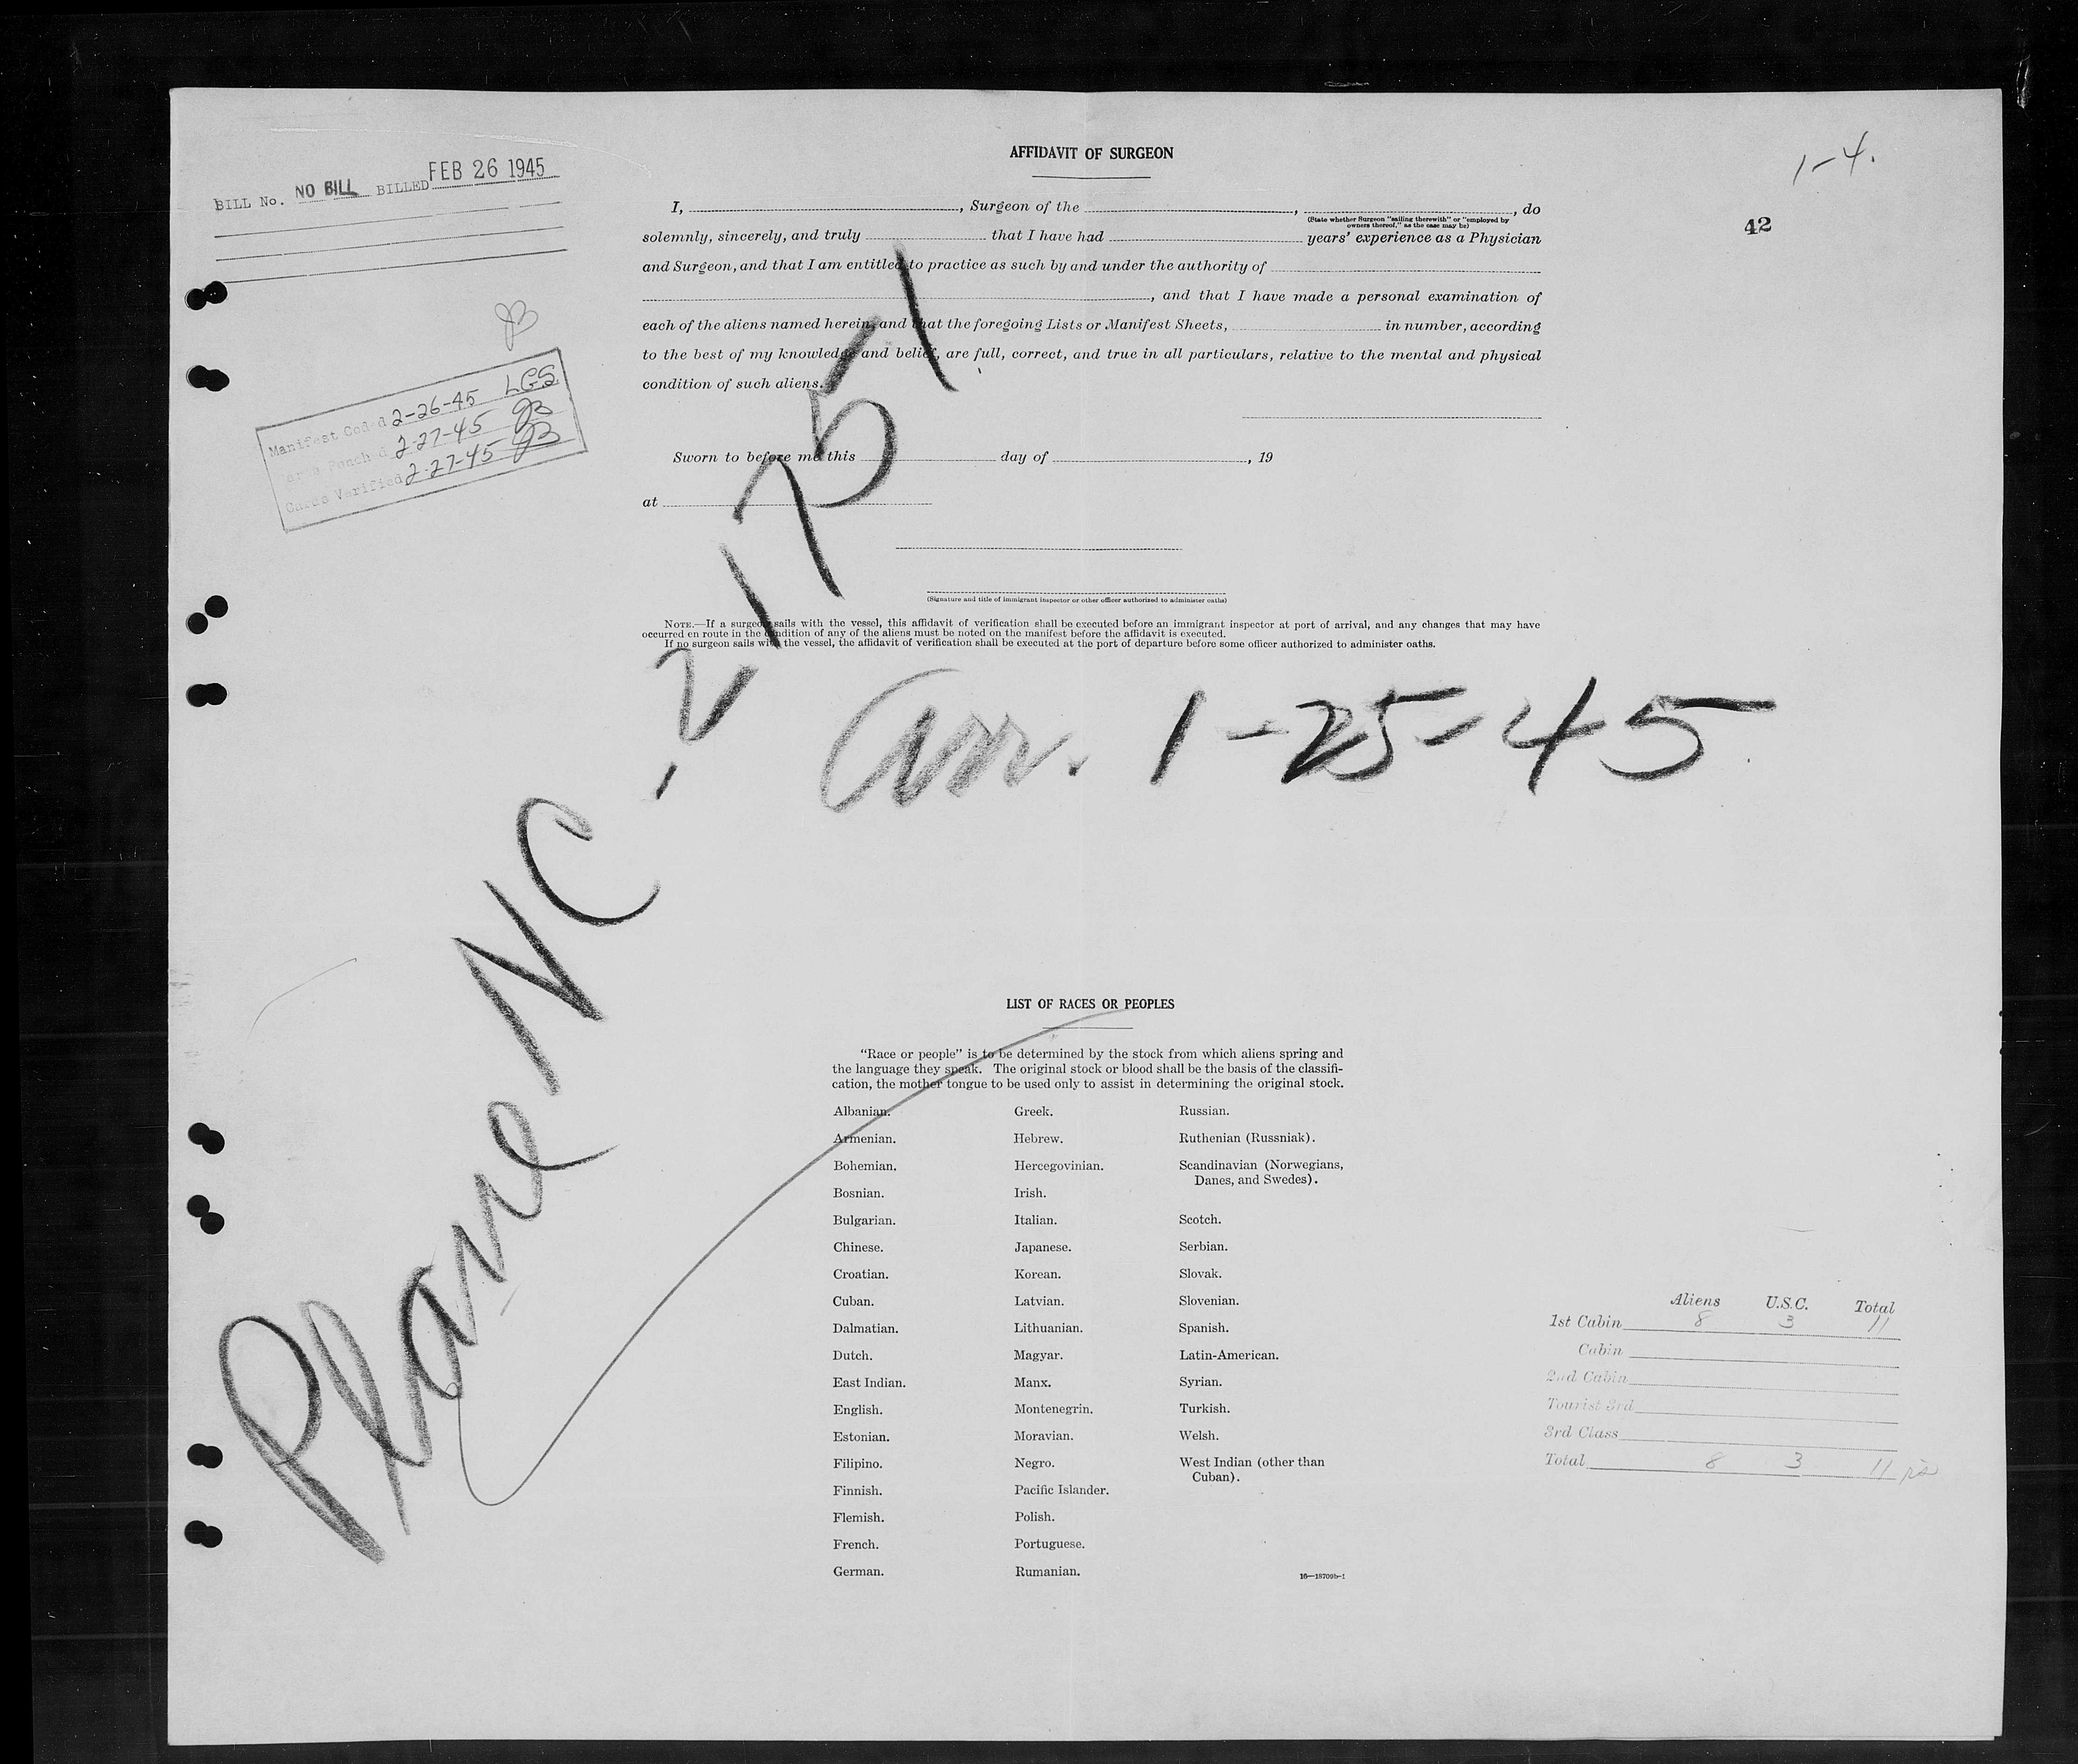 AFFIDAVIT OF SURGEON
1-4.
42
BILL No. NO BILL BILLED FEB 26 1945
I, , Surgeon of the , , do
(State whether Surgeon "sailing therewith" or "employed by
owners thereof," as the case may be)
solemnly, sincerely, and truly that I have had years' experience as a Physician
and Surgeon, and that I am entitled to practice as such by and under the authority of
, and that I have made a personal examination of
each of the aliens named herein, and that the foregoing Lists or Manifest Sheets, in number, according
to the best of my knowledge and belief, are full, correct, and true in all particulars, relative to the mental and physical
condition of such aliens.
Manifest Coded 2-26-45 LGS
Punched 2-27-45 JB
Cards Verified 2-27-45 JB
Sworn to before me this day of , 19
at
(Signature and title of immigrant inspector or other officer authorized to administer oaths)
NOTE.—If a surgeon sails with the vessel, this affidavit of verification shall be executed before an immigrant inspector at port of arrival, and any changes that may have
occurred en route in the condition of any of the aliens must be noted on the manifest before the affidavit is executed.
If no surgeon sails with the vessel, the affidavit of verification shall be executed at the port of departure before some officer authorized to administer oaths.
Plane NC-21751
Arr. 1-25-45
LIST OF RACES OR PEOPLES
"Race or people" is to be determined by the stock from which aliens spring and
the language they speak. The original stock or blood shall be the basis of the classifi-
cation, the mother tongue to be used only to assist in determining the original stock.
Albanian. Greek. Russian.
Armenian. Hebrew. Ruthenian (Russniak).
Bohemian. Hercegovinian. Scandinavian (Norwegians,
Danes, and Swedes).
Bosnian. Irish.
Bulgarian. Italian. Scotch.
Chinese. Japanese. Serbian.
Croatian. Korean. Slovak.
Cuban. Latvian. Slovenian.
Dalmatian. Lithuanian. Spanish.
Dutch. Magyar. Latin-American.
East Indian. Manx. Syrian.
English. Montenegrin. Turkish.
Estonian. Moravian. Welsh.
Filipino. Negro. West Indian (other than
Cuban).
Finnish. Pacific Islander.
Flemish. Polish.
French. Portuguese.
German. Rumanian.
16—18709b-1
Aliens U.S.C. Total
1st Cabin 8 3 11
Cabin
2nd Cabin
Tourist 3rd
3rd Class
Total 8 3 11